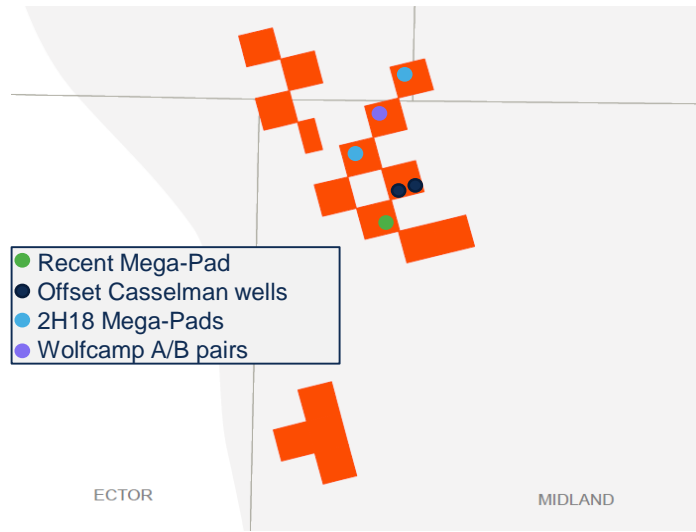 Recent Mega-Pad
Offset Casselman wells
2H18 Mega-Pads
Wolfcamp A/B pairs
ECTOR
MIDLAND